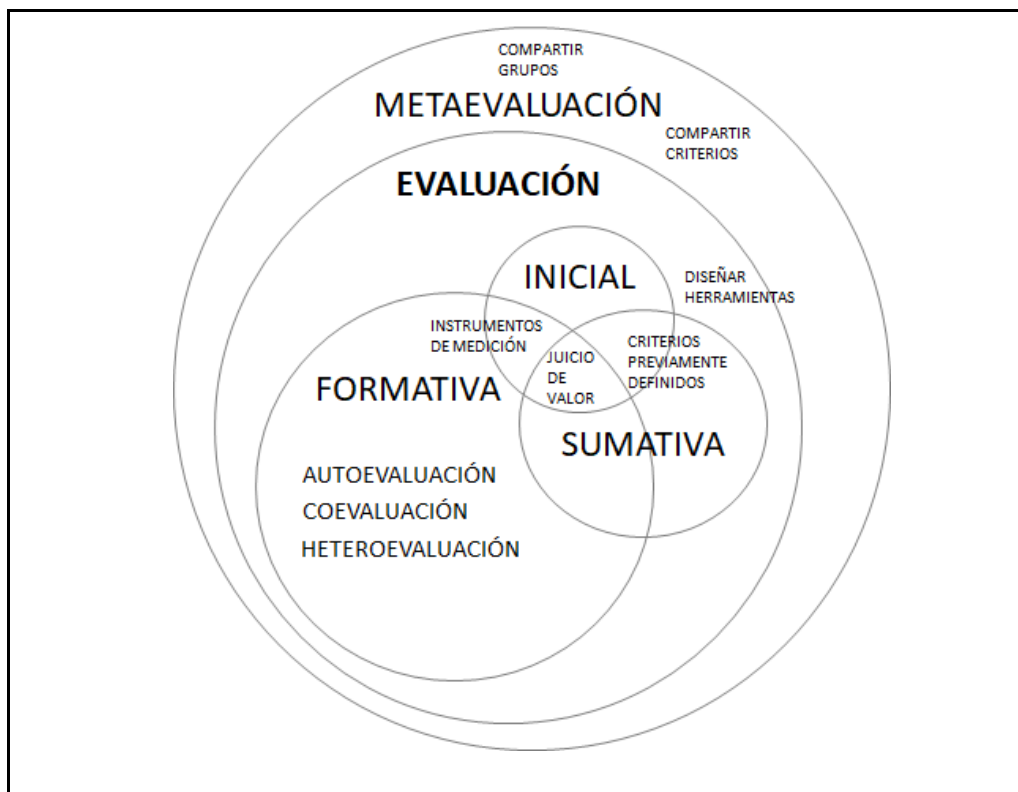 COMPARTIR
GRUPOS
METAEVALUACIÓN
COMPARTIR
CRITERIOS
EVALUACIÓN
INICIAL
DISEÑAR
HERRAMIENTAS
INSTRUMENTOS
DE MEDICIÓN
CRITERIOS
PREVIAMENTE
DEFINIDOS
JUICIO
DE
VALOR
FORMATIVA
SUMATIVA
AUTOEVALUACIÓN
COEVALUACIÓN
HETEROEVALUACIÓN